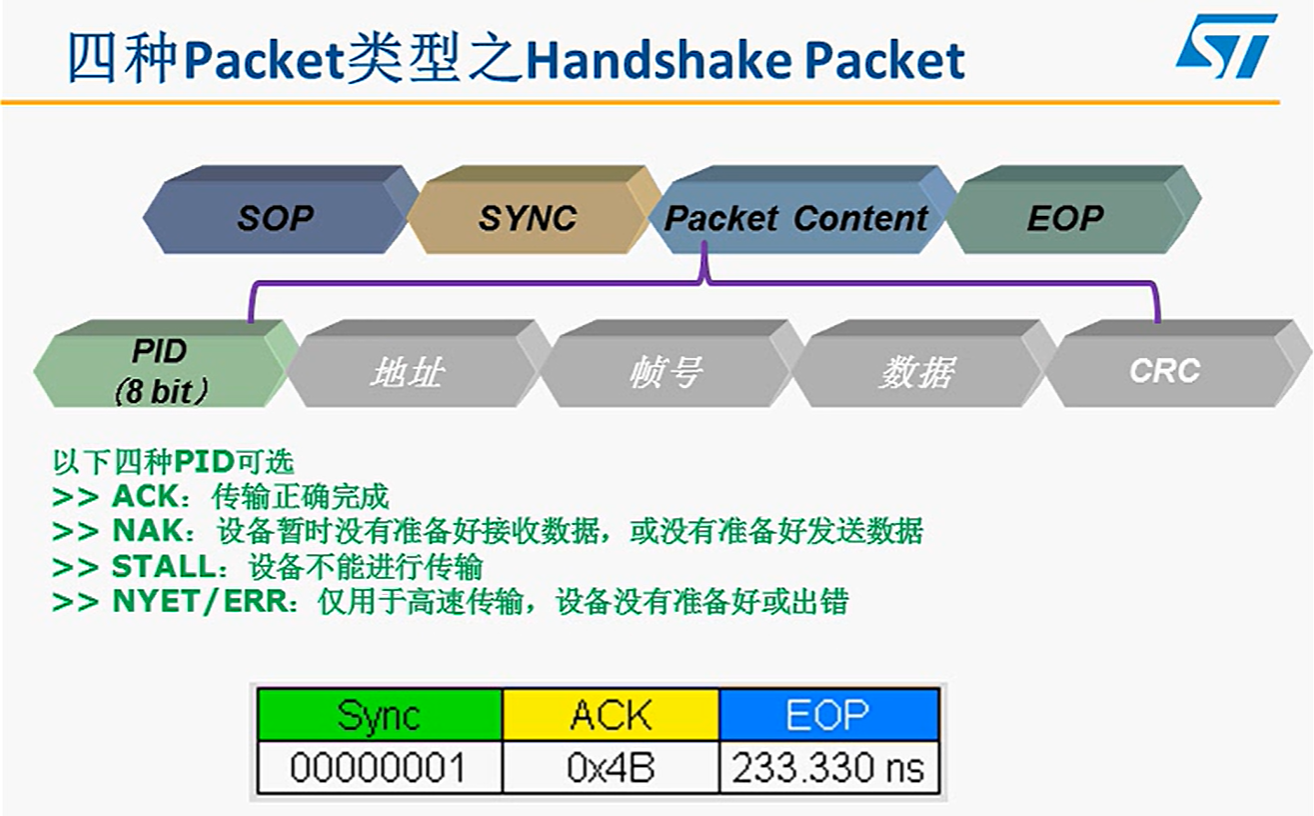 四种Packet类型之Handshake Packet
ST
SOP SYNC Packet Content EOP
PID
（8 bit） 地址 帧号 数据 CRC
以下四种PID可选
>> ACK：传输正确完成
>> NAK：设备暂时没有准备好接收数据，或没有准备好发送数据
>> STALL：设备不能进行传输
>> NYET/ERR：仅用于高速传输，设备没有准备好或出错
Sync ACK EOP
00000001 0x4B 233.330 ns